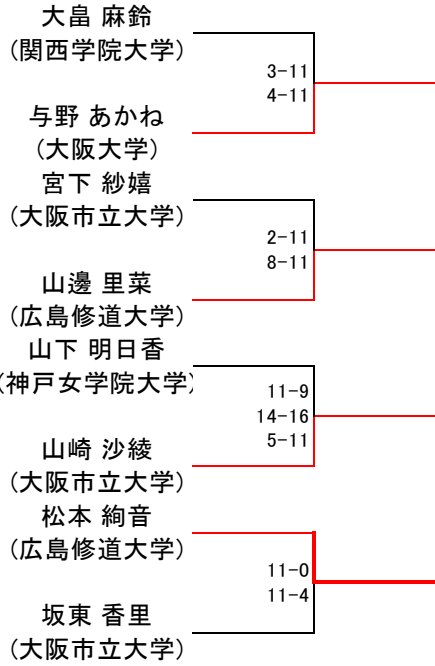 大畠 麻鈴
(関西学院大学)
3-11
4-11
与野 あかね
(大阪大学)
宮下 紗嬉
(大阪市立大学)
2-11
8-11
山邊 里菜
(広島修道大学)
山下 明日香
(神戸女学院大学)
11-9
14-16
5-11
山崎 沙綾
(大阪市立大学)
松本 絢音
(広島修道大学)
11-0
11-4
坂東 香里
(大阪市立大学)